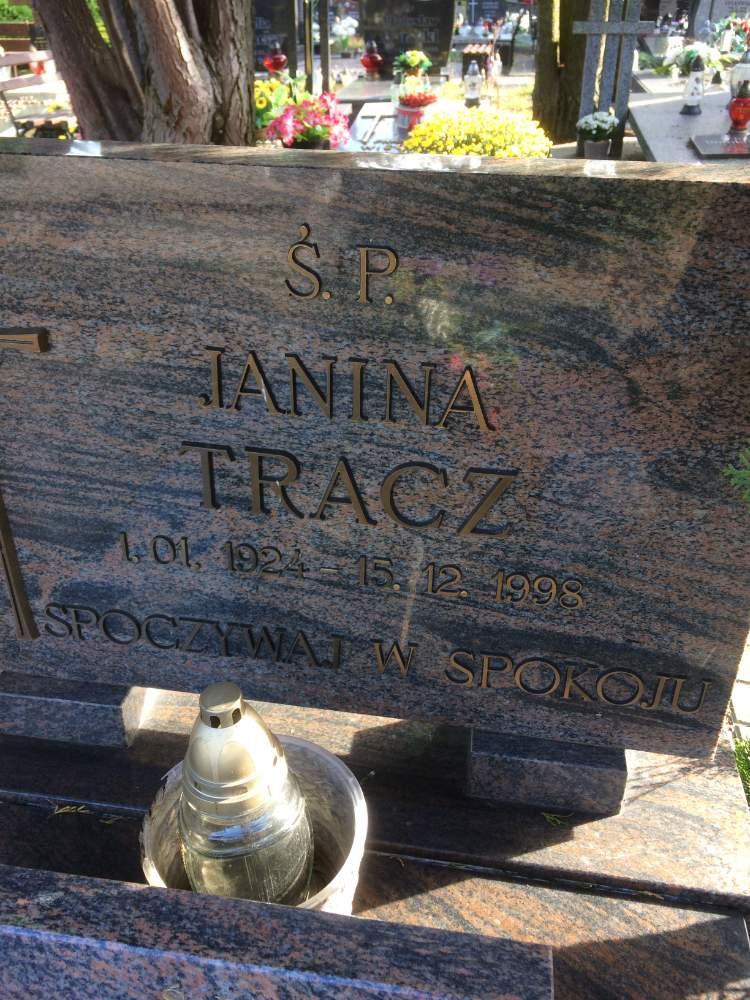 Ś. P.
JANINA
TRACZ
1. 01. 1924 – 15. 12. 1998
SPOCZYWAJ W SPOKOJU